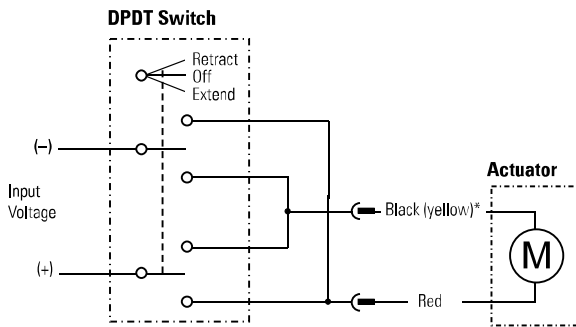 DPDT Switch
Retract
Off
Extend
(–)
Input
Voltage
(+)
Black (yellow)*
Red
Actuator
M